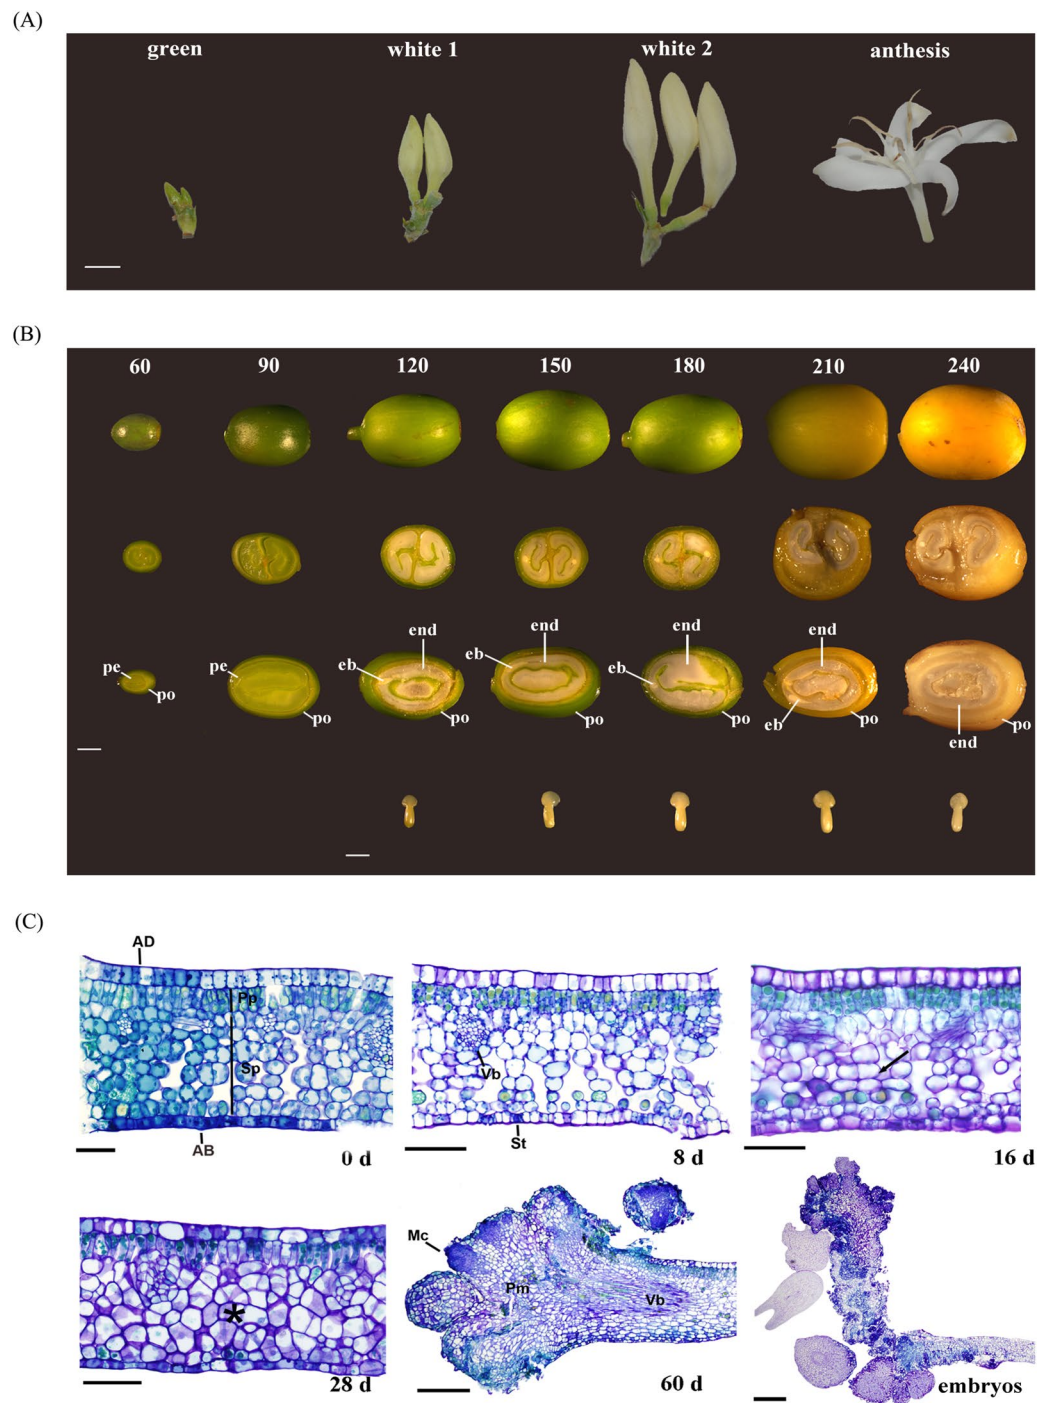 (A)
green white 1 white 2 anthesis
(B)
60 90 120 150 180 210 240
end end end end
pe eb eb eb
po po po po po po po
eb end
(C)
AD
Pp
Sp
AB
0 d
Vb
St
8 d
16 d
*
28 d
Mc
Pm
Vb
60 d
embryos